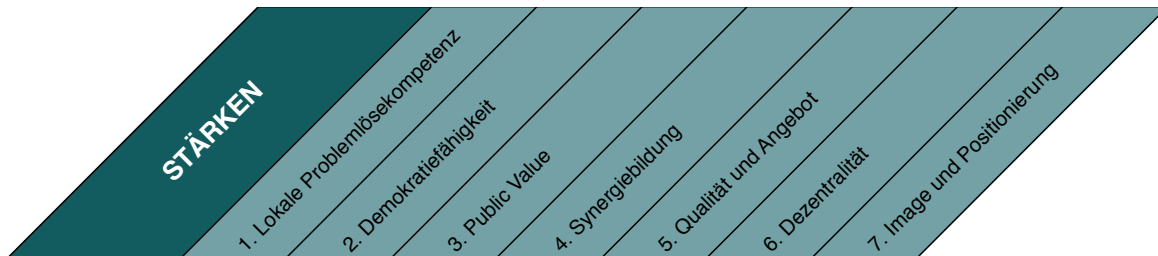 STÄRKEN
1. Lokale Problemlösekompetenz
2. Demokratiefähigkeit
3. Public Value
4. Synergiebildung
5. Qualität und Angebot
6. Dezentralität
7. Image und Positionierung